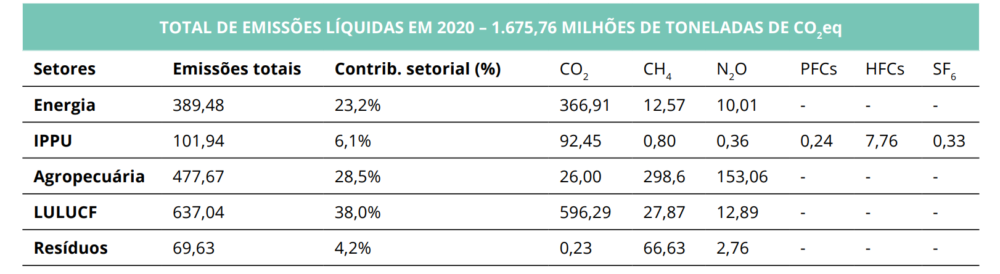 TOTAL DE EMISSÕES LÍQUIDAS EM 2020 – 1.675,76 MILHÕES DE TONELADAS DE CO₂eq
Setores Emissões totais Contrib. setorial (%) CO₂ CH₄ N₂O PFCs HFCs SF₆
Energia 389,48 23,2% 366,91 12,57 10,01 - - -
IPPU 101,94 6,1% 92,45 0,80 0,36 0,24 7,76 0,33
Agropecuária 477,67 28,5% 26,00 298,6 153,06 - - -
LULUCF 637,04 38,0% 596,29 27,87 12,89 - - -
Resíduos 69,63 4,2% 0,23 66,63 2,76 - - -